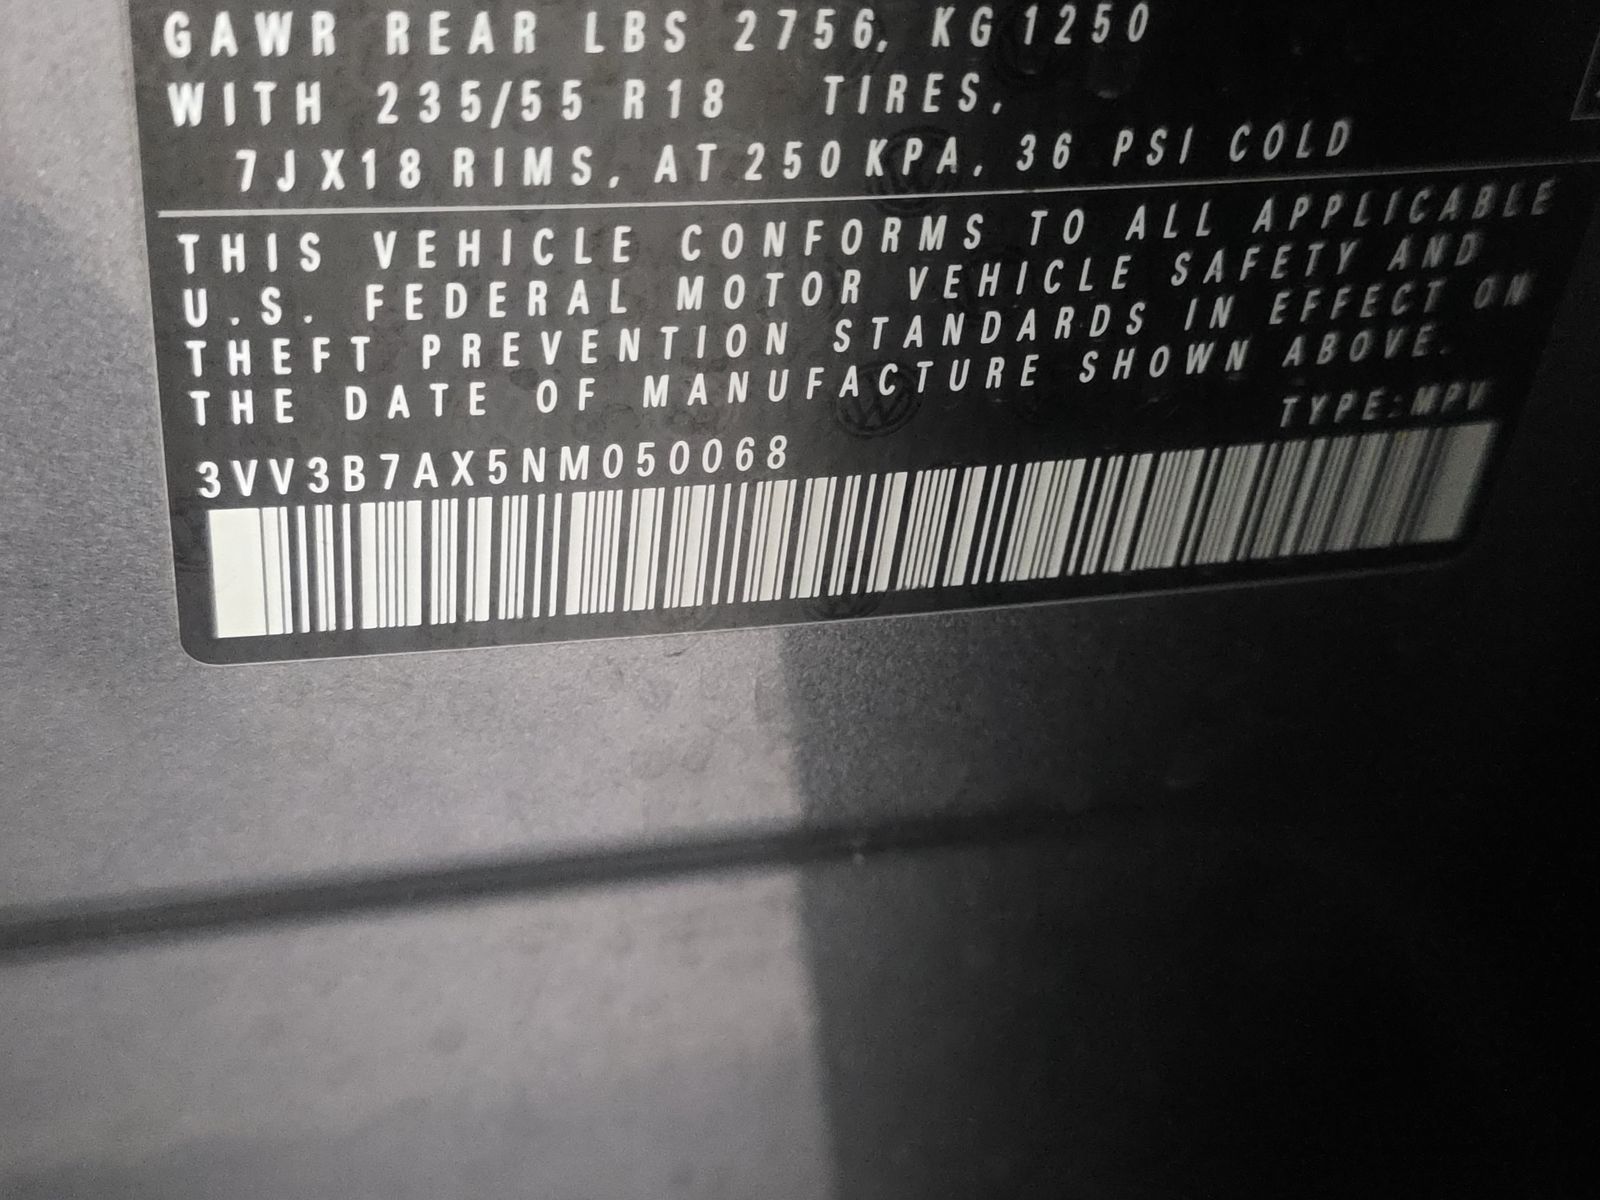 GAWR REAR LBS 2756, KG 1250
WITH 235/55 R18 TIRES,
7JX18 RIMS, AT 250 KPA, 36 PSI COLD
THIS VEHICLE CONFORMS TO ALL APPLICABLE
U.S. FEDERAL MOTOR VEHICLE SAFETY AND
THEFT PREVENTION STANDARDS IN EFFECT ON
THE DATE OF MANUFACTURE SHOWN ABOVE.
TYPE:MPV
3VV3B7AX5NM050068